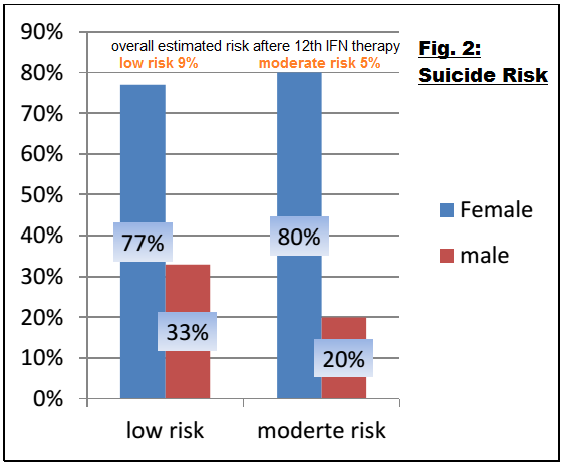 overall estimated risk aftere 12th IFN therapy
low risk 9% moderate risk 5%
Fig. 2:
Suicide Risk
90%
80%
70%
60%
50%
40%
30%
20%
10%
0%
77%
33%
80%
20%
low risk
moderte risk
Female
male